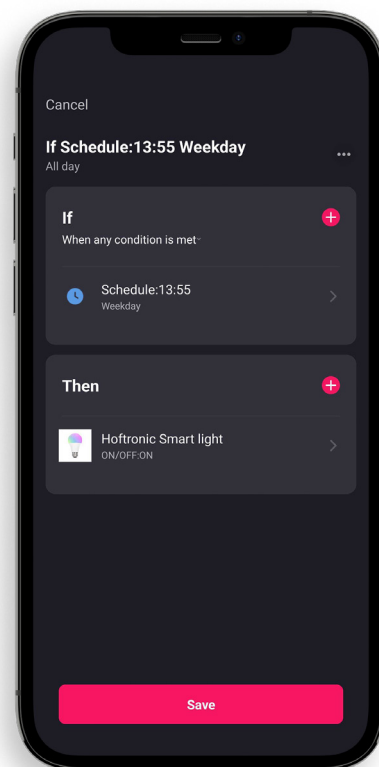 Cancel
If Schedule:13:55 Weekday
All day
If
When any condition is met
Schedule:13:55
Weekday
Then
Hoftronic Smart light
ON/OFF:ON
Save